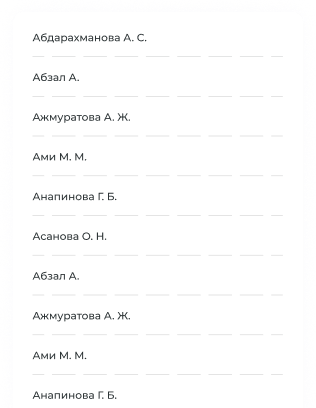 Абдарахманова А. С.
Абзал А.
Ажмуратова А. Ж.
Ами М. М.
Анапинова Г. Б.
Асанова О. Н.
Абзал А.
Ажмуратова А. Ж.
Ами М. М.
Анапинова Г. Б.